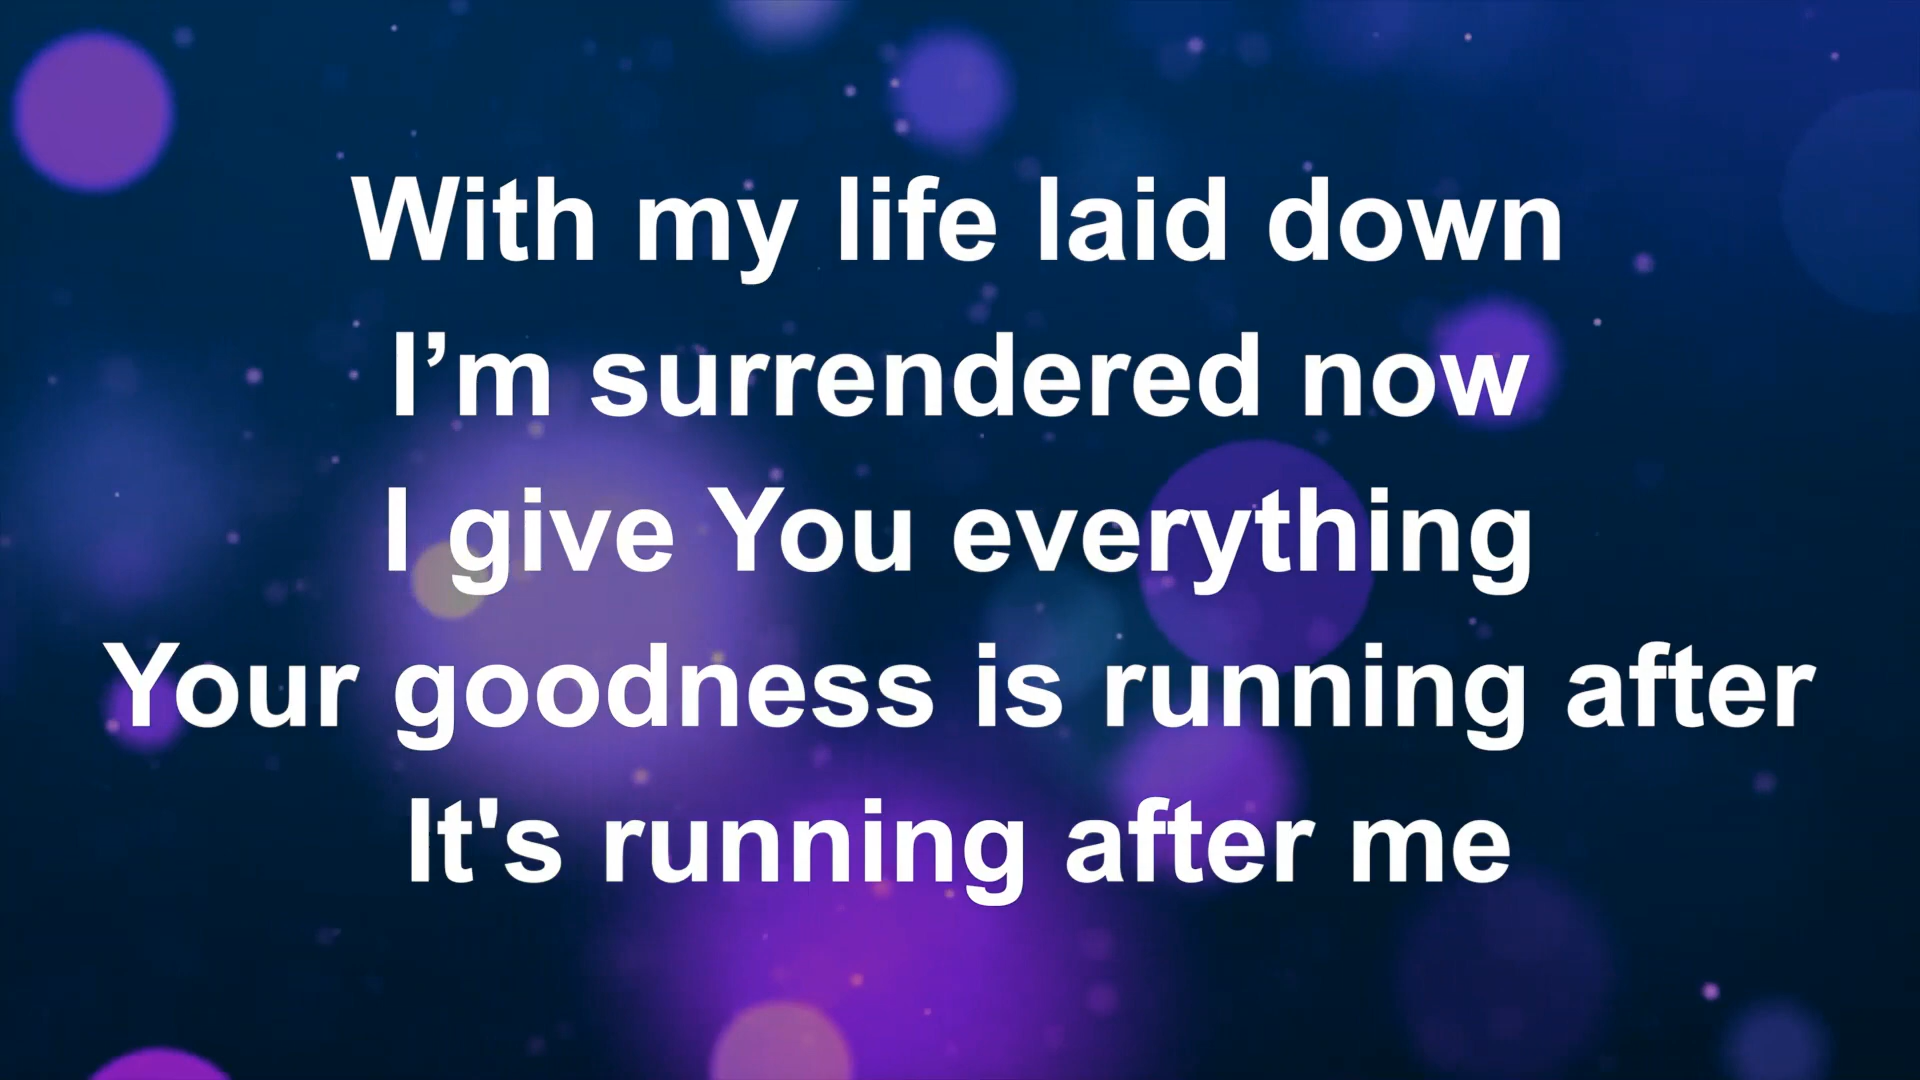 With my life laid down
I’m surrendered now
I give You everything
Your goodness is running after
It's running after me